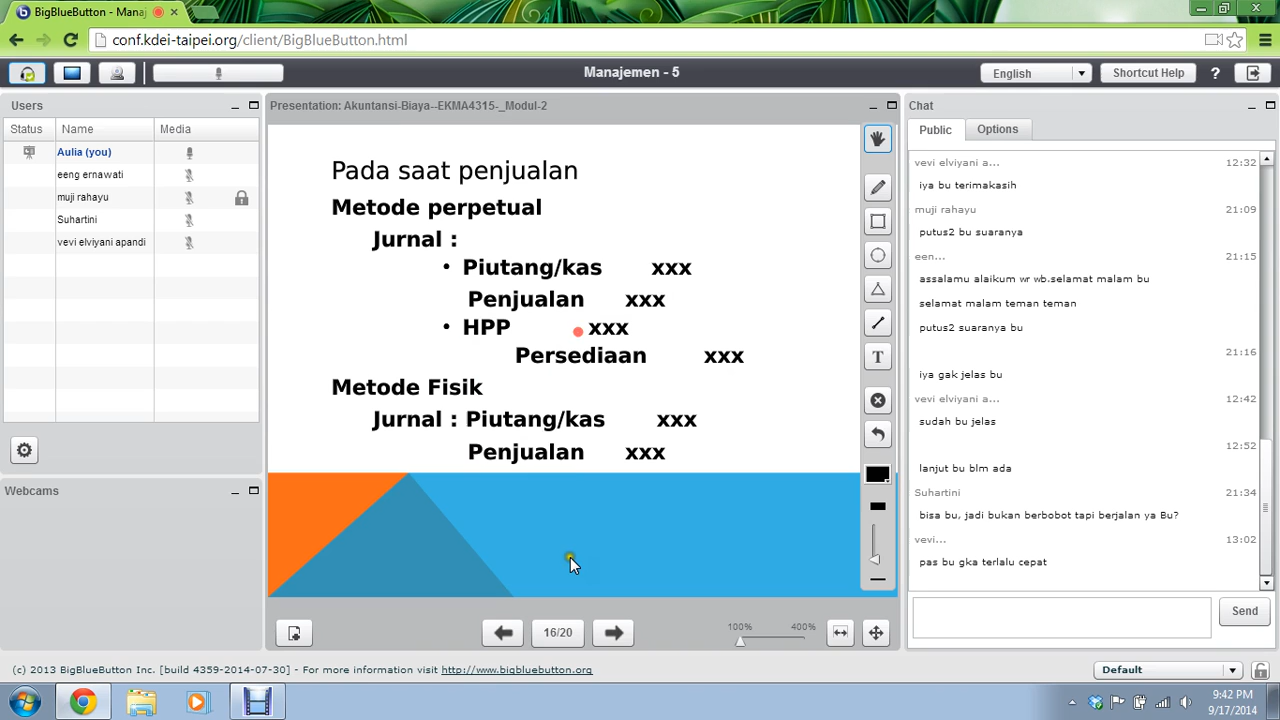 BigBlueButton - Manaj
conf.kdei-taipei.org/client/BigBlueButton.html
Manajemen - 5
English
Shortcut Help
?
Users
Status Name Media
Aulia (you)
eeng ernawati
muji rahayu
Suhartini
vevi elviyani apandi
Webcams
Presentation: Akuntansi-Biaya--EKMA4315-_Modul-2
Pada saat penjualan
Metode perpetual
Jurnal :
• Piutang/kas xxx
Penjualan xxx
• HPP xxx
Persediaan xxx
Metode Fisik
Jurnal : Piutang/kas xxx
Penjualan xxx
T
16/20
100% 400%
Chat
Public Options
vevi elviyani a... 12:32
iya bu terimakasih
muji rahayu 21:09
putus2 bu suaranya
een... 21:15
assalamu alaikum wr wb.selamat malam bu
selamat malam teman teman
putus2 suaranya bu
21:16
iya gak jelas bu
vevi elviyani a... 12:42
sudah bu jelas
12:52
lanjut bu blm ada
Suhartini 21:34
bisa bu, jadi bukan berbobot tapi berjalan ya Bu?
vevi... 13:02
pas bu gka terlalu cepat
Send
(c) 2013 BigBlueButton Inc. [build 4359-2014-07-30] - For more information visit http://www.bigbluebutton.org
Default
9:42 PM
9/17/2014